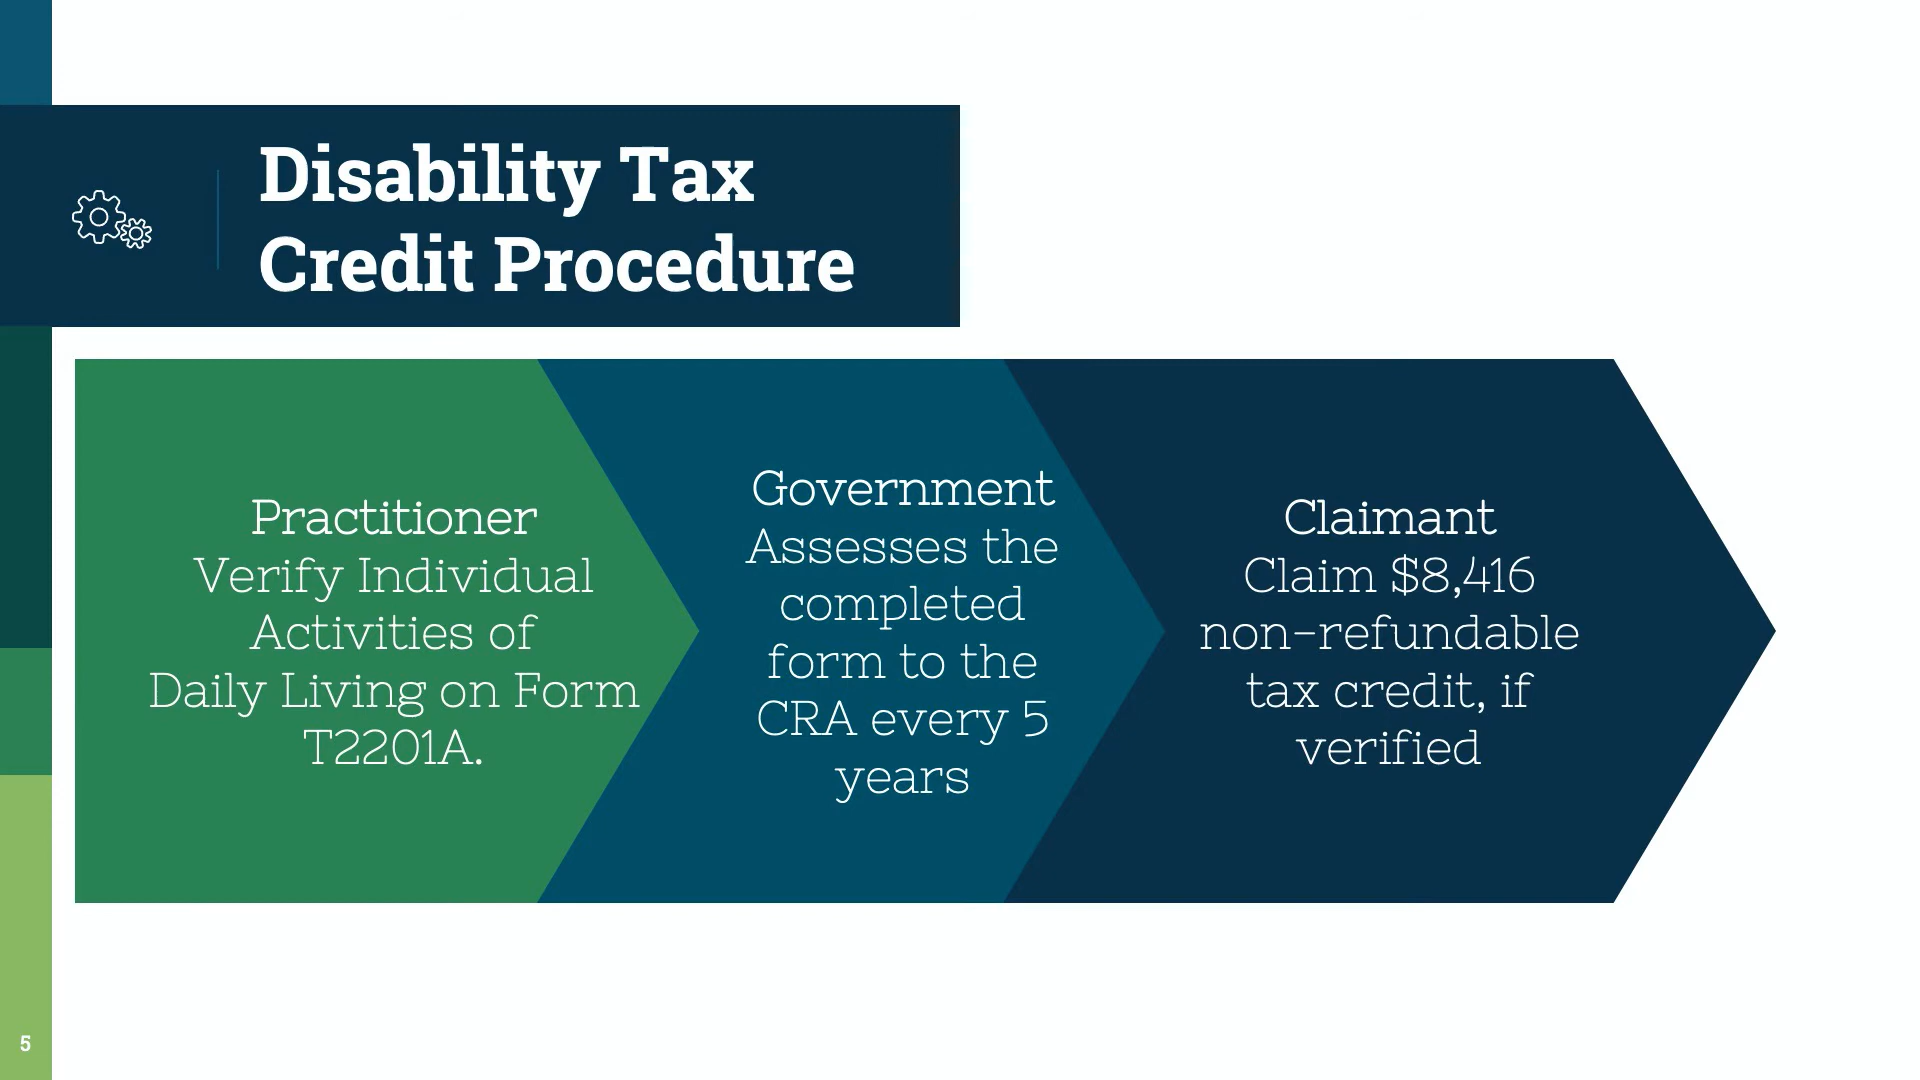 Disability Tax
Credit Procedure
Practitioner
Verify Individual
Activities of
Daily Living on Form
T2201A.
Government
Assesses the
completed
form to the
CRA every 5
years
Claimant
Claim $8,416
non-refundable
tax credit, if
verified
5